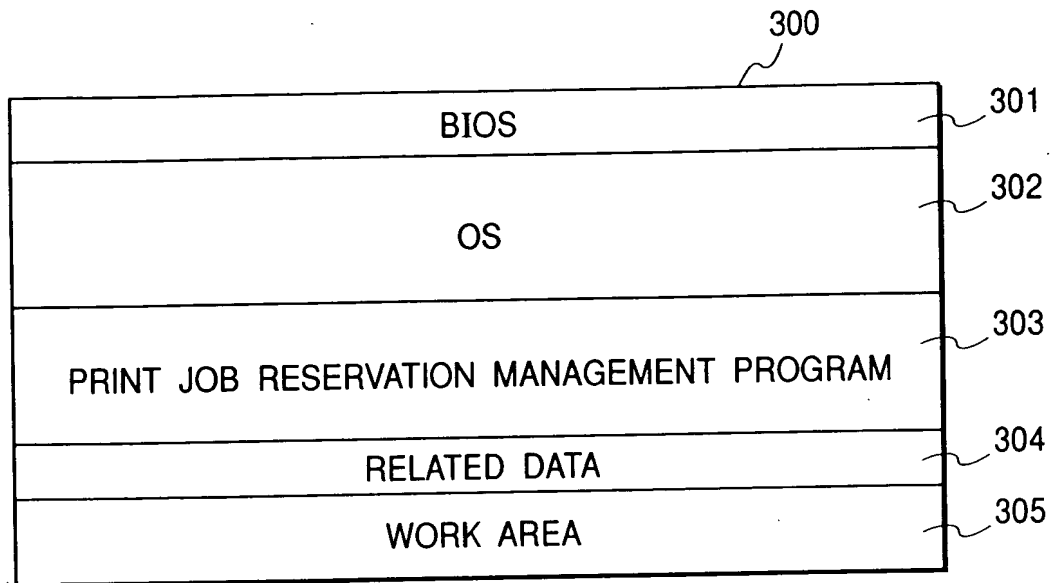 300
BIOS 301
OS 302
PRINT JOB RESERVATION MANAGEMENT PROGRAM 303
RELATED DATA 304
WORK AREA 305